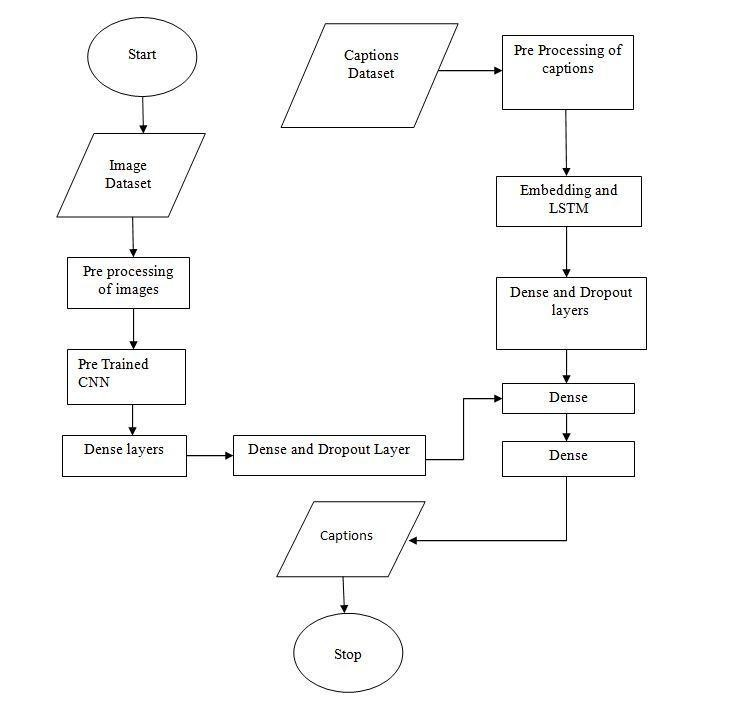 Start
Image
Dataset
Pre processing
of images
Pre Trained
CNN
Dense layers
Dense and Dropout Layer
Captions
Dataset
Pre Processing of
captions
Embedding and
LSTM
Dense and Dropout
layers
Dense
Dense
Captions
Stop